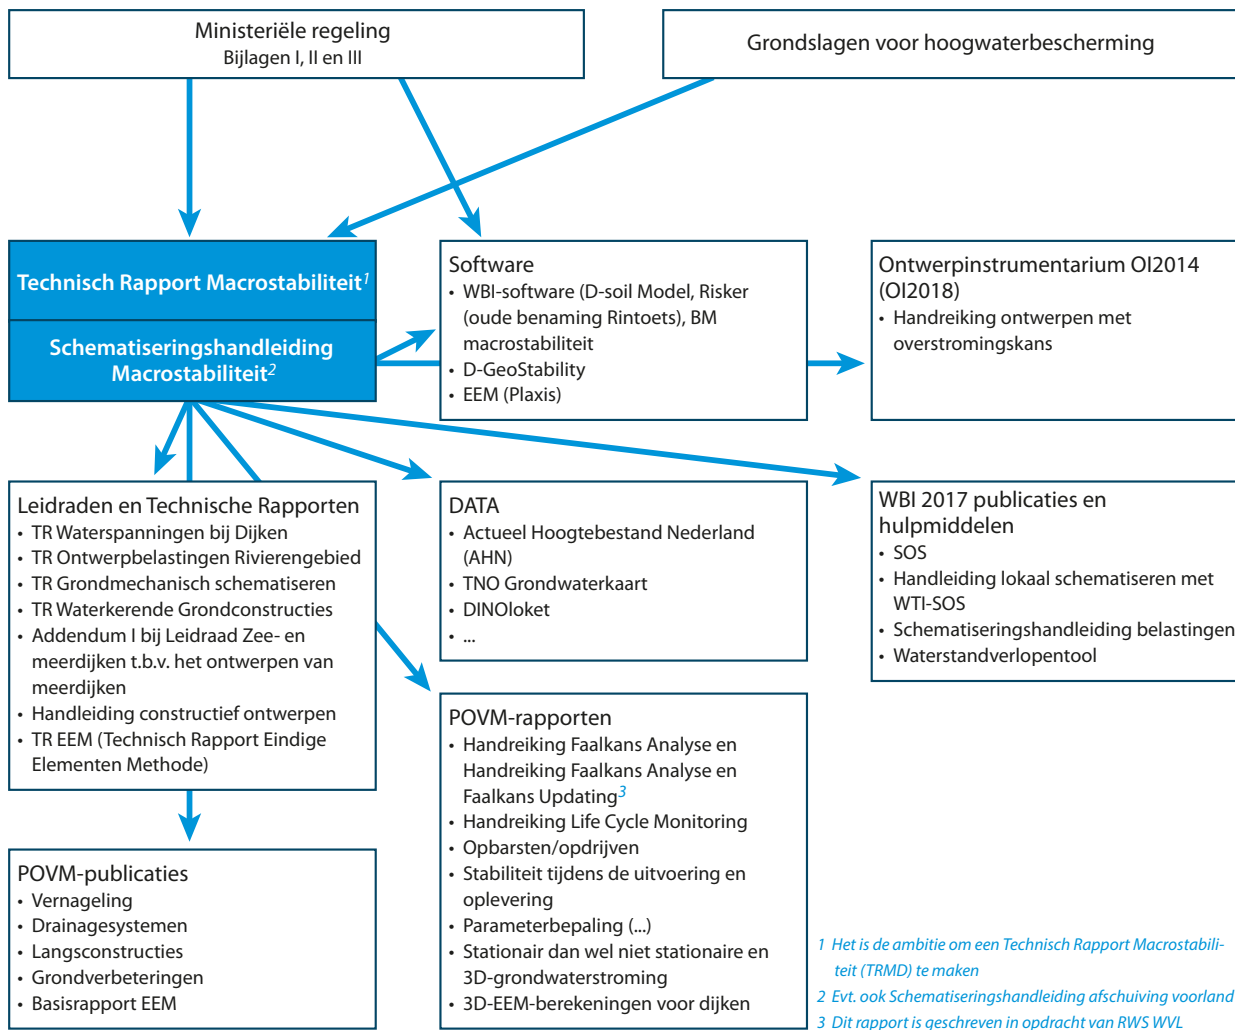 Ministeriële regeling
Bijlagen I, II en III
Grondslagen voor hoogwaterbescherming
Technisch Rapport Macrostabiliteit1
Schematiseringshandleiding
Macrostabiliteit2
Software
• WBI-software (D-soil Model, Risker
(oude benaming Rintoets), BM
macrostabiliteit
• D-GeoStability
• EEM (Plaxis)
Ontwerpinstrumentarium OI2014
(OI2018)
• Handreiking ontwerpen met
overstromingskans
Leidraden en Technische Rapporten
• TR Waterspanningen bij Dijken
• TR Ontwerpbelastingen Rivierengebied
• TR Grondmechanisch schematiseren
• TR Waterkerende Grondconstructies
• Addendum I bij Leidraad Zee- en
meerdijken t.b.v. het ontwerpen van
meerdijken
• Handleiding constructief ontwerpen
• TR EEM (Technisch Rapport Eindige
Elementen Methode)
DATA
• Actueel Hoogtebestand Nederland
(AHN)
• TNO Grondwaterkaart
• DINOloket
• ...
WBI 2017 publicaties en
hulpmiddelen
• SOS
• Handleiding lokaal schematiseren met
WTI-SOS
• Schematiseringshandleiding belastingen
• Waterstandverlopentool
POVM-rapporten
• Handreiking Faalkans Analyse en
Handreiking Faalkans Analyse en
Faalkans Updating3
• Handreiking Life Cycle Monitoring
• Opbarsten/opdrijven
• Stabiliteit tijdens de uitvoering en
oplevering
• Parameterbepaling (...)
• Stationair dan wel niet stationaire en
3D-grondwaterstroming
• 3D-EEM-berekeningen voor dijken
POVM-publicaties
• Vernageling
• Drainagesystemen
• Langsconstructies
• Grondverbeteringen
• Basisrapport EEM
1 Het is de ambitie om een Technisch Rapport Macrostabili-
teit (TRMD) te maken
2 Evt. ook Schematiseringshandleiding afschuiving voorland
3 Dit rapport is geschreven in opdracht van RWS WVL